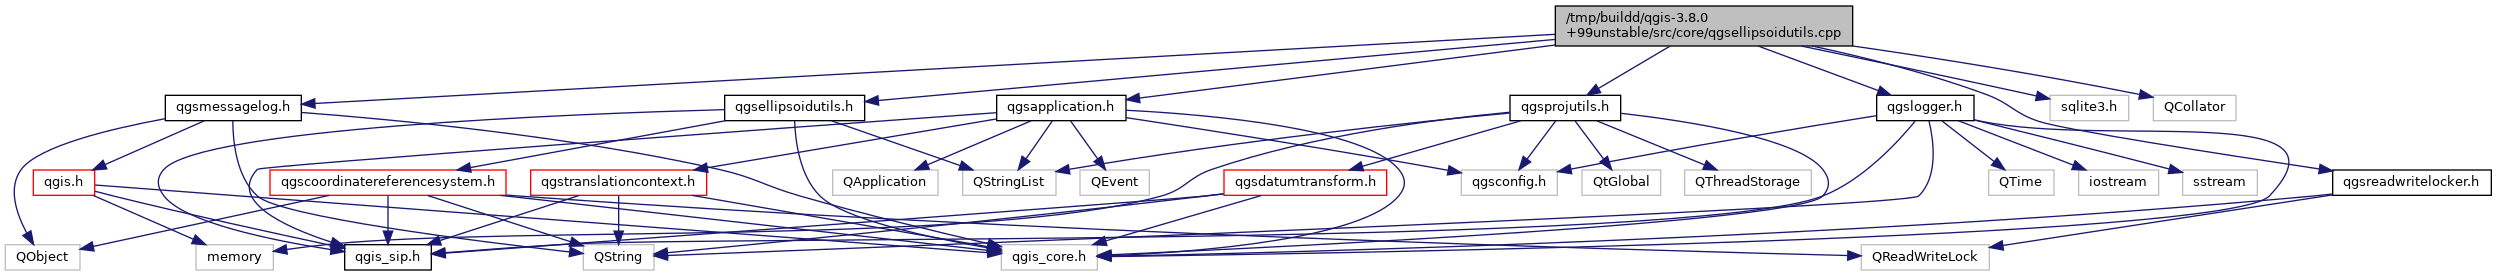 /tmp/buildd/qgis-3.8.0
+99unstable/src/core/qgsellipsoidutils.cpp
qgsmessagelog.h
qgsellipsoidutils.h
qgsapplication.h
qgsprojutils.h
qgslogger.h
sqlite3.h
QCollator
qgis.h
qgscoordinatereferencesystem.h
qgstranslationcontext.h
QApplication
QStringList
QEvent
qgsdatumtransform.h
qgsconfig.h
QtGlobal
QThreadStorage
QTime
iostream
sstream
qgsreadwritelocker.h
QObject
memory
qgis_sip.h
QString
qgis_core.h
QReadWriteLock